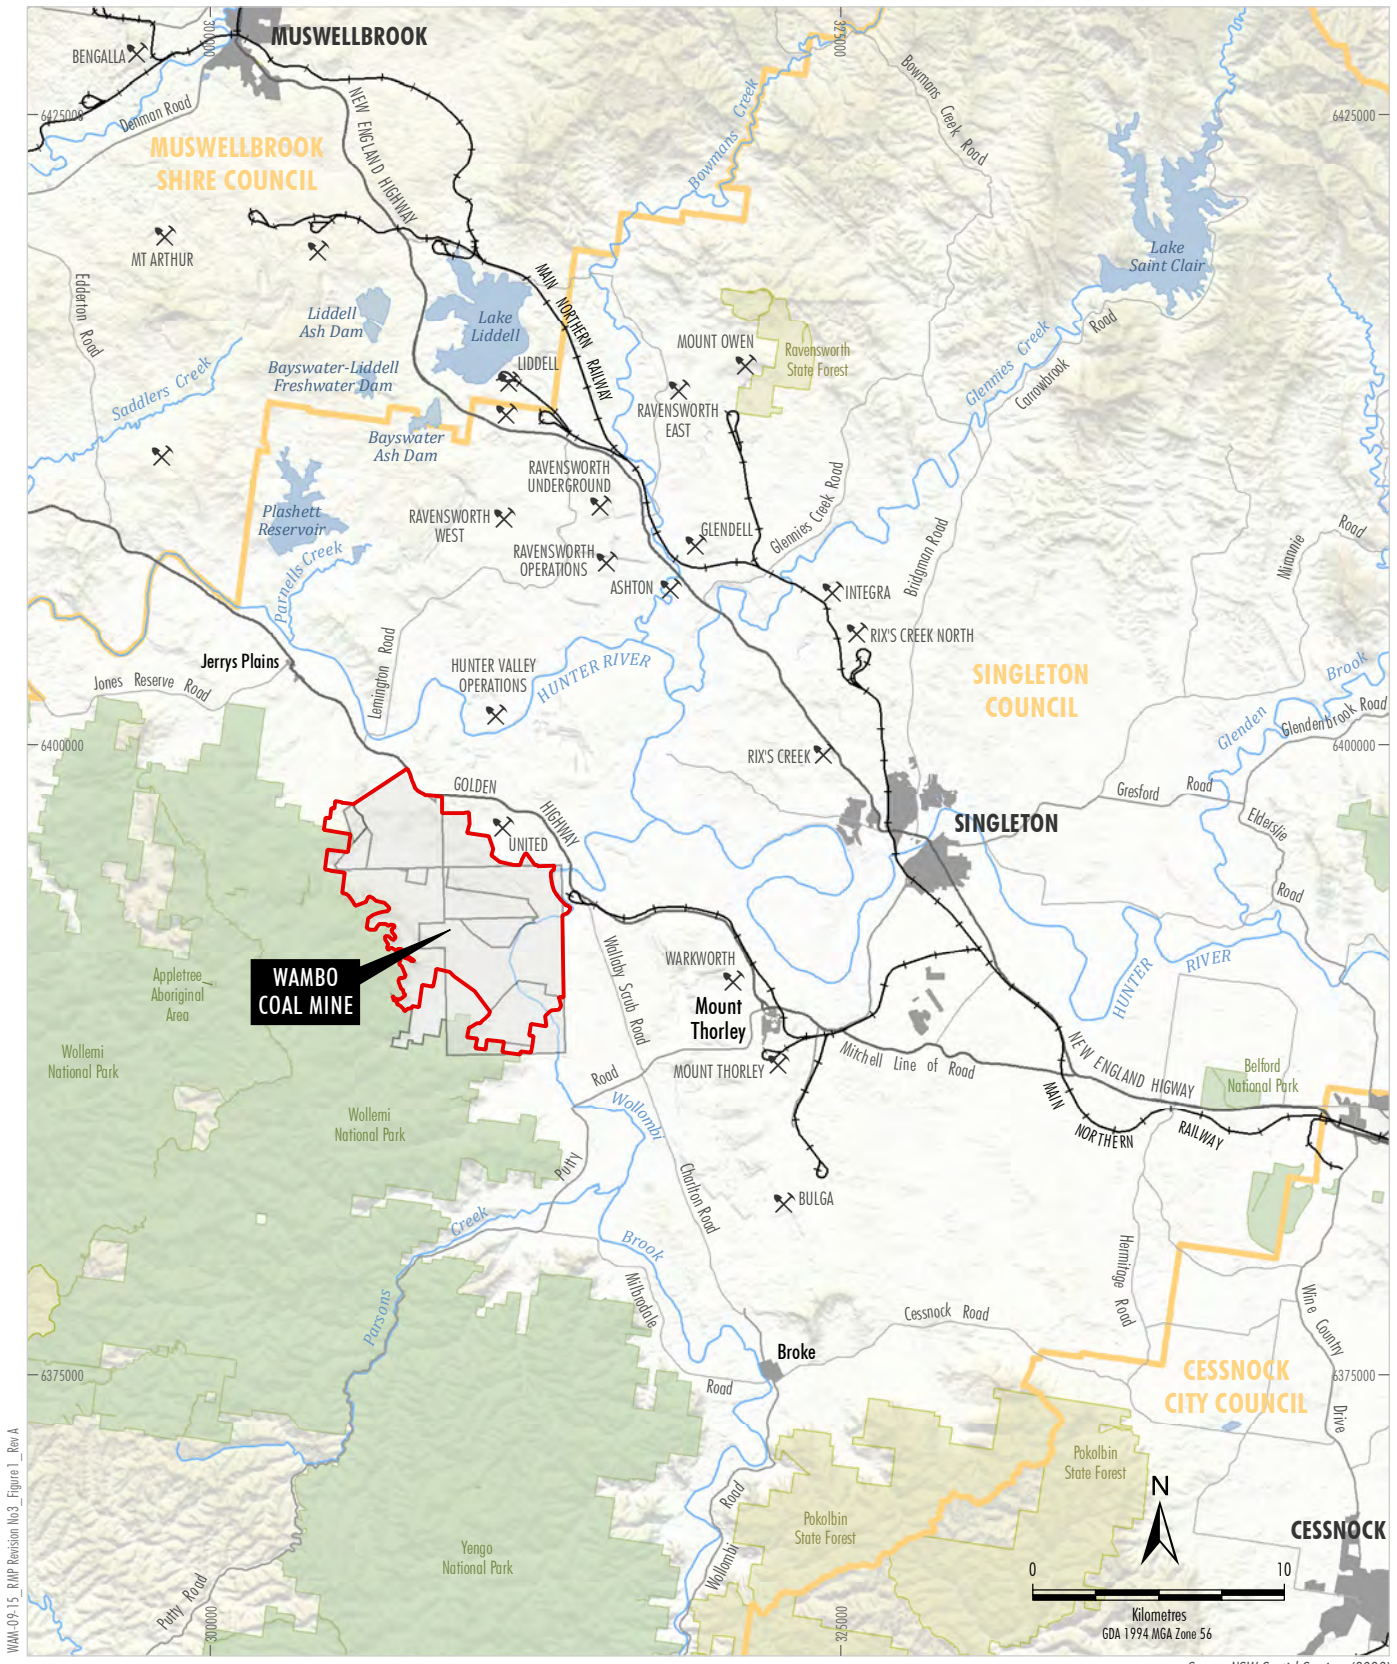 MUSWELLBROOK
300000
325000
BENGALLA
Denman Road
6425000
6425000
NEW ENGLAND HIGHWAY
Bowmans Creek
Bowmans Creek Road
MUSWELLBROOK
SHIRE COUNCIL
MT ARTHUR
Edderton Road
Lake
Saint Clair
MAIN NORTHERN RAILWAY
Liddell
Ash Dam
Lake
Liddell
MOUNT OWEN
Ravensworth
State Forest
Glennies Creek
Carrowbrook Road
Bayswater-Liddell
Freshwater Dam
LIDDELL
Saddlers Creek
RAVENSWORTH
EAST
Bayswater
Ash Dam
RAVENSWORTH
UNDERGROUND
Glennies Creek Road
Plashett
Reservoir
RAVENSWORTH
WEST
GLENDELL
Mirannie Road
Parnells Creek
RAVENSWORTH
OPERATIONS
Bridgman Road
ASHTON
INTEGRA
RIX'S CREEK NORTH
Jerrys Plains
Lemington Road
HUNTER VALLEY
OPERATIONS
HUNTER RIVER
SINGLETON
COUNCIL
Jones Reserve Road
Glenden Brook
Glendenbrook Road
6400000
6400000
RIX'S CREEK
GOLDEN HIGHWAY
Gresford Road
Elderslie Road
UNITED
SINGLETON
WAMBO
COAL MINE
Wallaby Scrub Road
WARKWORTH
HUNTER RIVER
Appletree
Aboriginal
Area
Mount
Thorley
Wollemi
National Park
MOUNT THORLEY
Mitchell Line of Road
NEW ENGLAND HIGWAY
Belford
National Park
MAIN NORTHERN RAILWAY
Wollemi
National Park
Putty Road
Wollombi Brook
Charlton Road
BULGA
Parsons Creek
Milbrodale Road
Hermitage Road
Wine Country Drive
Cessnock Road
Broke
6375000
6375000
CESSNOCK
CITY COUNCIL
Pokolbin
State Forest
Pokolbin
State Forest
Wollombi Road
Yengo
National Park
Putty Road
CESSNOCK
N
0 10
Kilometres
GDA 1994 MGA Zone 56
300000
325000
WAM-09-15_RMP Revision No3_Figure 1_Rev A